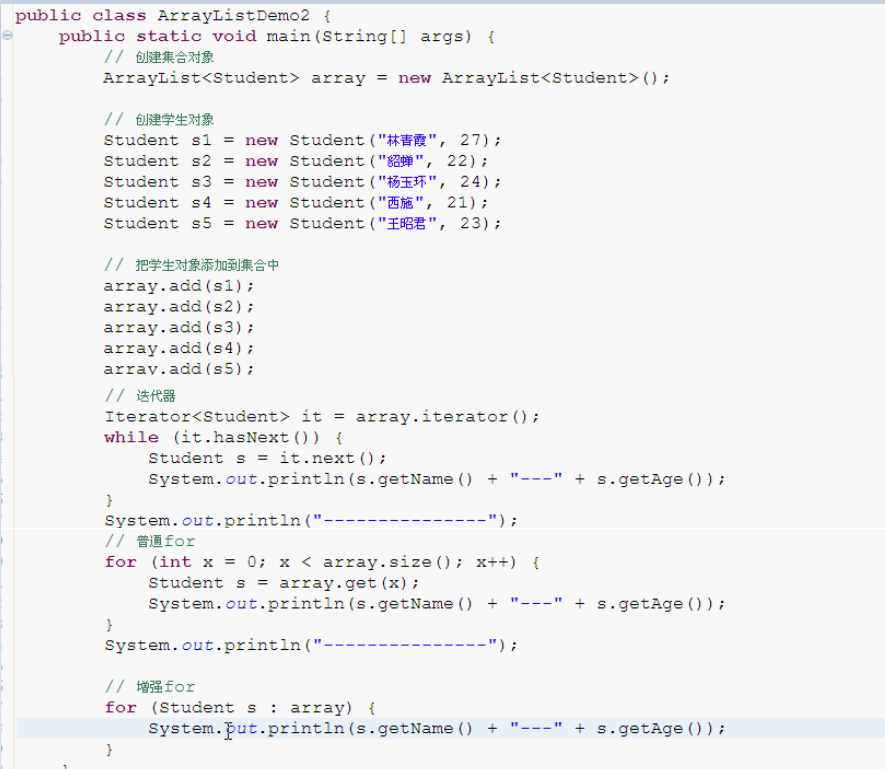 public class ArrayListDemo2 {
public static void main(String[] args) {
// 创建集合对象
ArrayList<Student> array = new ArrayList<Student>();
// 创建学生对象
Student s1 = new Student("林青霞", 27);
Student s2 = new Student("貂蝉", 22);
Student s3 = new Student("杨玉环", 24);
Student s4 = new Student("西施", 21);
Student s5 = new Student("王昭君", 23);
// 把学生对象添加到集合中
array.add(s1);
array.add(s2);
array.add(s3);
array.add(s4);
array.add(s5);
// 迭代器
Iterator<Student> it = array.iterator();
while (it.hasNext()) {
Student s = it.next();
System.out.println(s.getName() + "---" + s.getAge());
}
System.out.println("---------------");
// 普通for
for (int x = 0; x < array.size(); x++) {
Student s = array.get(x);
System.out.println(s.getName() + "---" + s.getAge());
}
System.out.println("---------------");
// 增强for
for (Student s : array) {
System.out.println(s.getName() + "---" + s.getAge());
}